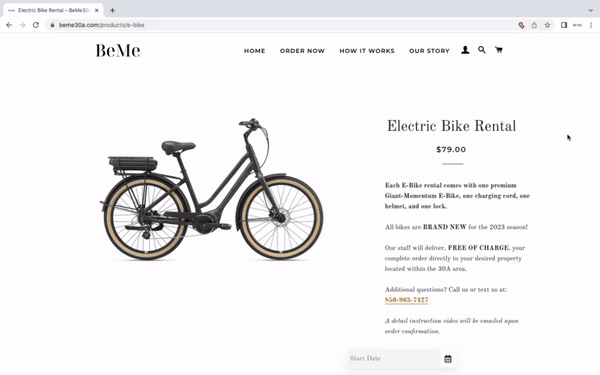 Electric Bike Rental – BeMe30
beme30a.com/products/e-bike
BeMe
HOME ORDER NOW HOW IT WORKS OUR STORY
Electric Bike Rental
$79.00
Each E-Bike rental comes with one premium
Giant-Momentum E-Bike, one charging cord, one
helmet, and one lock.
All bikes are BRAND NEW for the 2023 season!
Our staff will deliver, FREE OF CHARGE, your
complete order directly to your desired property
located within the 30A area.
Additional questions? Call us or text us at:
850-963-7427
A detail instruction video will be emailed upon
order confirmation.
Start Date